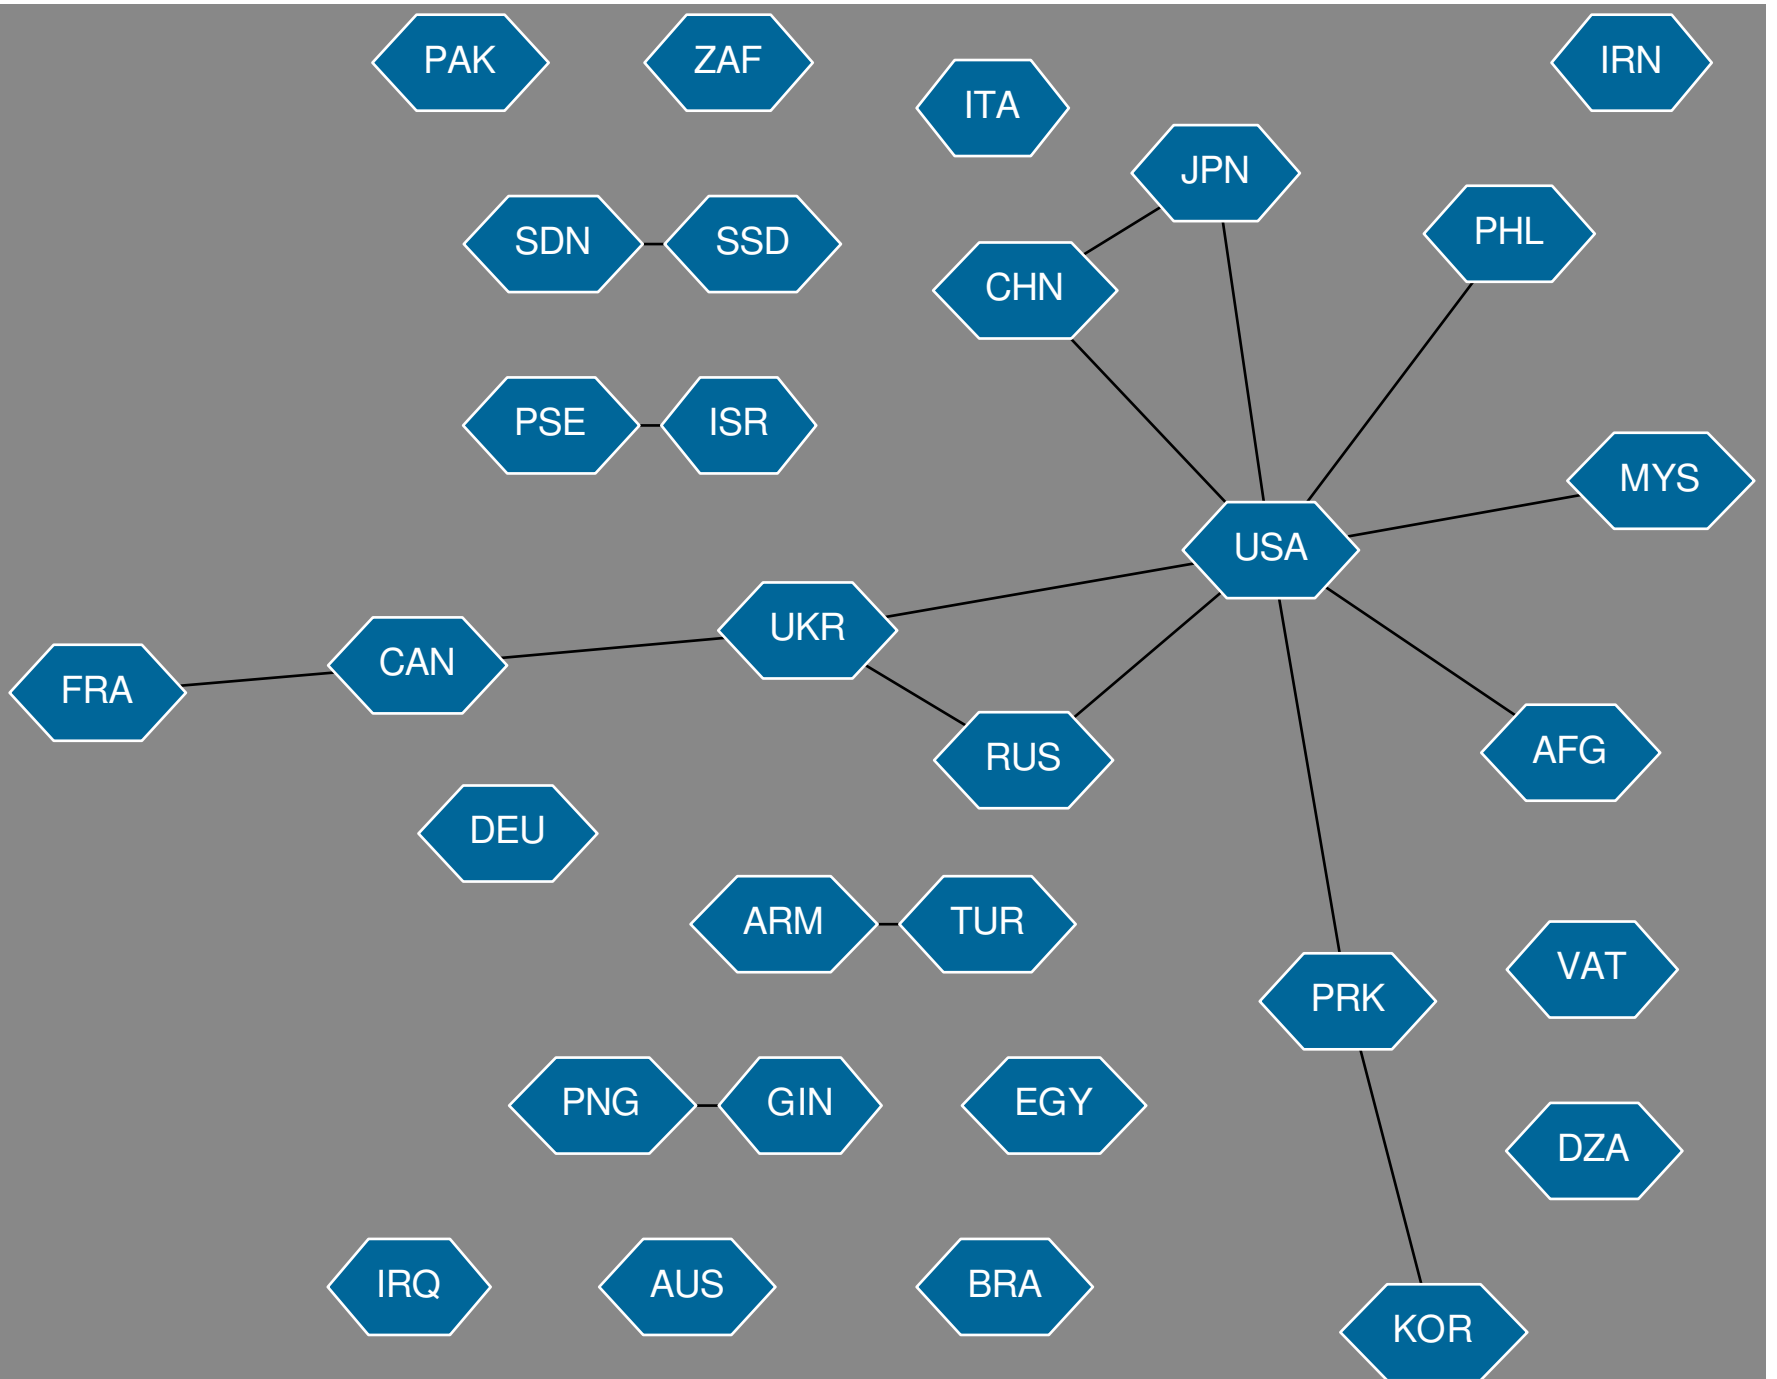 PAK
ZAF
IRN
ITA
JPN
PHL
SDN
SSD
CHN
PSE
ISR
MYS
USA
UKR
CAN
FRA
RUS
AFG
DEU
ARM
TUR
VAT
PRK
PNG
GIN
EGY
DZA
IRQ
AUS
BRA
KOR